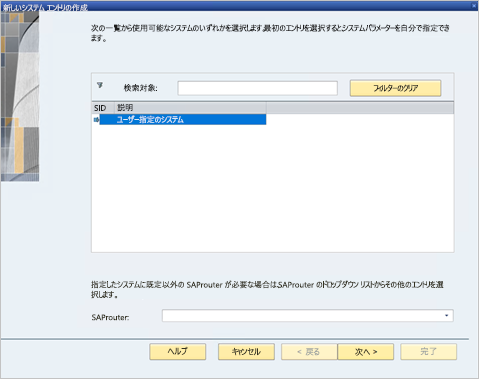 新しいシステム エントリの作成
次の一覧から使用可能なシステムのいずれかを選択します.最初のエントリを選択するとシステムパラメーターを自分で指定でき
ます。
検索対象:
フィルターのクリア
SID 説明
ユーザー指定のシステム
指定したシステムに既定以外の SAProuter が必要な場合は､SAProuter のドロップダウン リストからその他のエントリを選
択します。
SAProuter:
ヘルプ キャンセル < 戻る 次へ > 完了